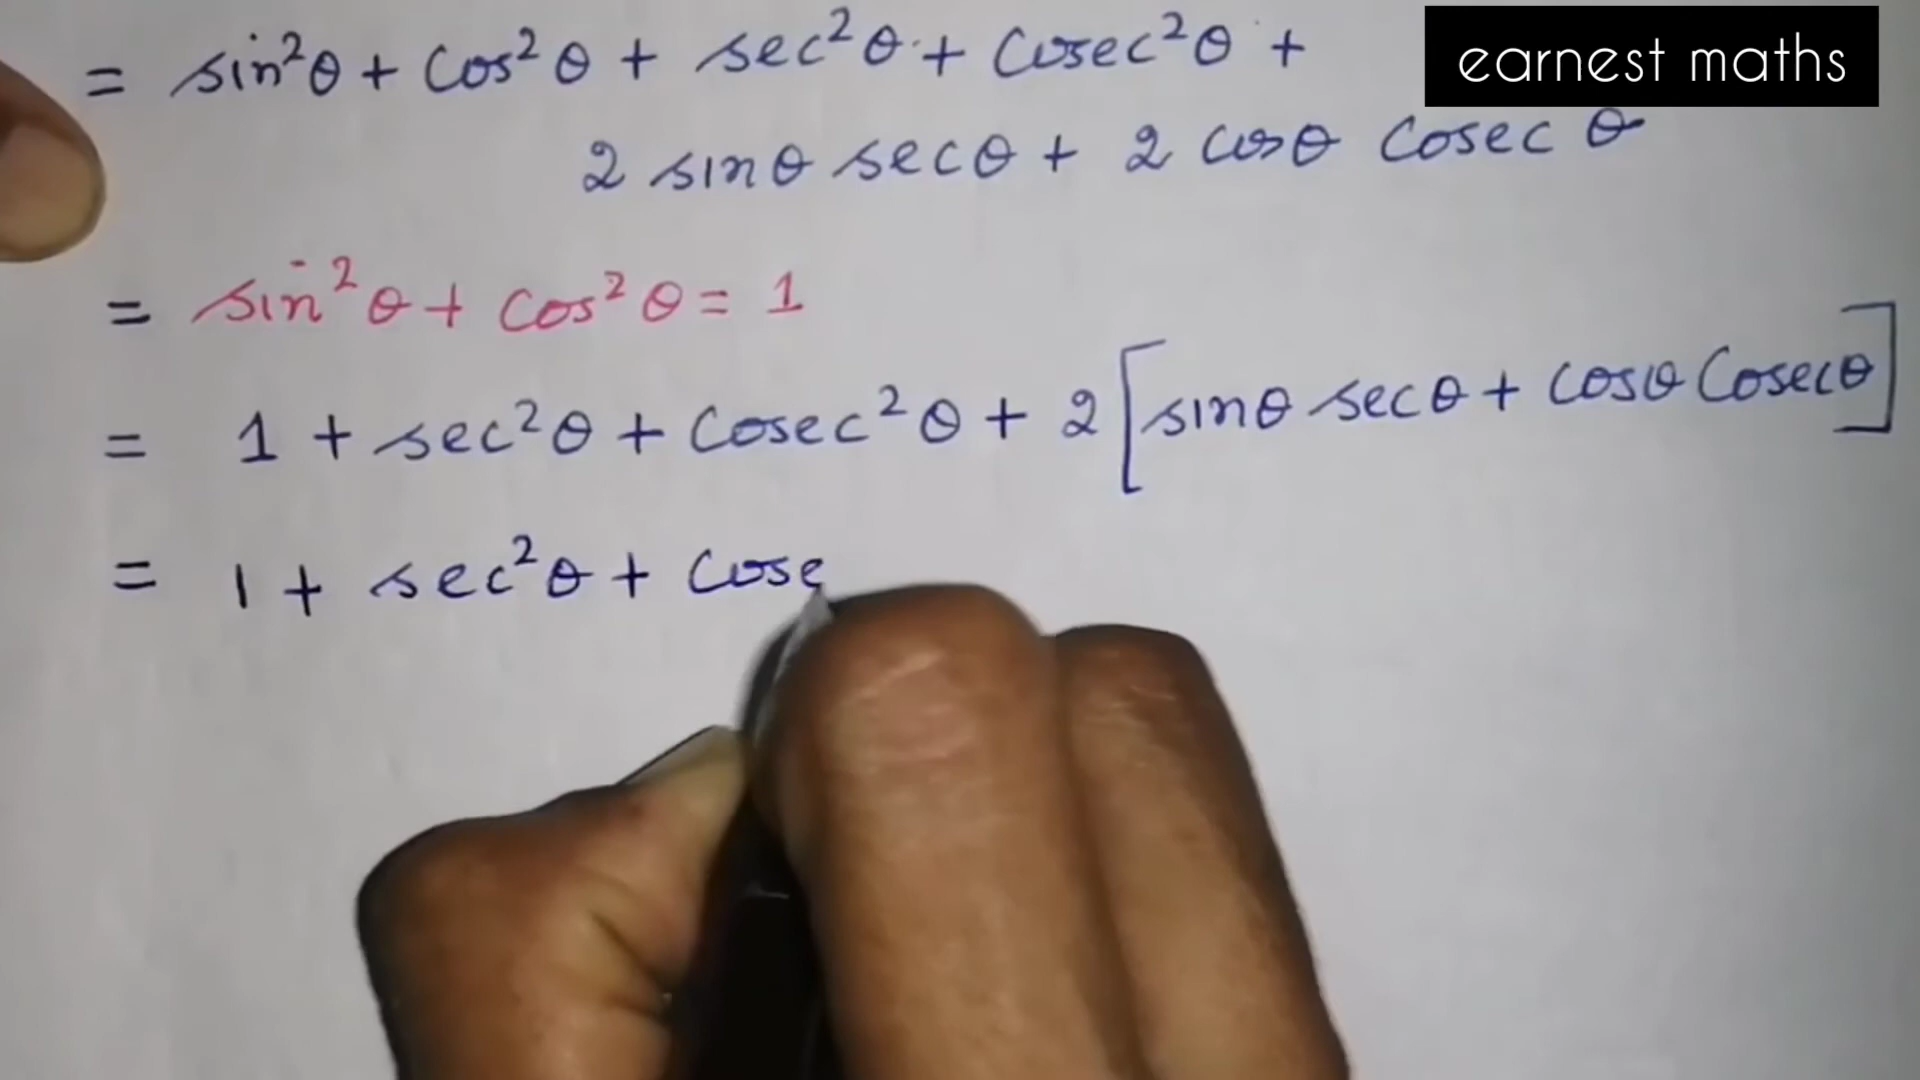 = sin²θ + cos²θ + sec²θ + cosec²θ +
earnest maths
2 sinθ secθ + 2 cosθ cosec θ
= sin²θ + cos²θ = 1
= 1 + sec²θ + cosec²θ + 2 [sinθ secθ + cosθ cosecθ]
= 1 + sec²θ + cose